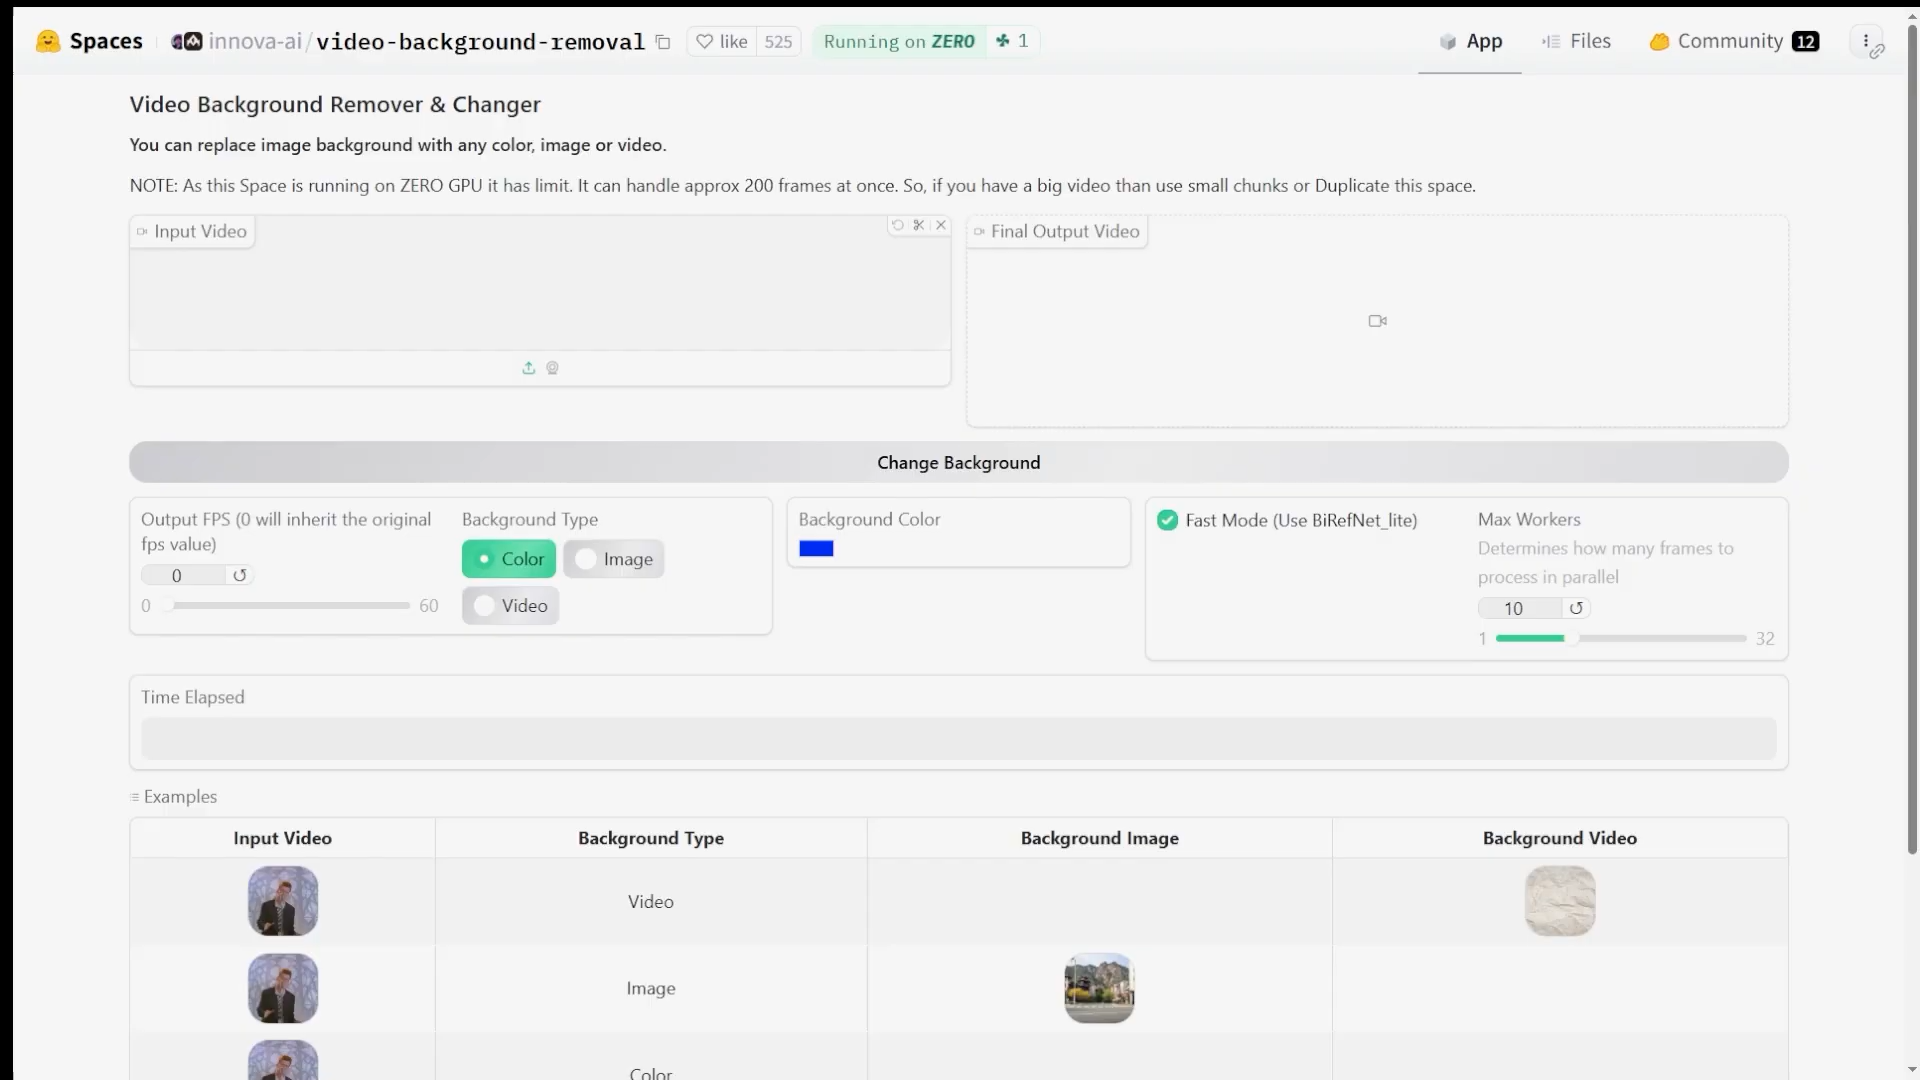 Spaces innova-ai/video-background-removal like 525 Running on ZERO 1 App Files Community 12
Video Background Remover & Changer
You can replace image background with any color, image or video.
NOTE: As this Space is running on ZERO GPU it has limit. It can handle approx 200 frames at once. So, if you have a big video than use small chunks or Duplicate this space.
Input Video
Final Output Video
Change Background
Output FPS (0 will inherit the original
fps value)
0
0 60
Background Type
Color Image
Video
Background Color
Fast Mode (Use BiRefNet_lite)
Max Workers
Determines how many frames to
process in parallel
10
1 32
Time Elapsed
Examples
Input Video Background Type Background Image Background Video
Video
Image
Color